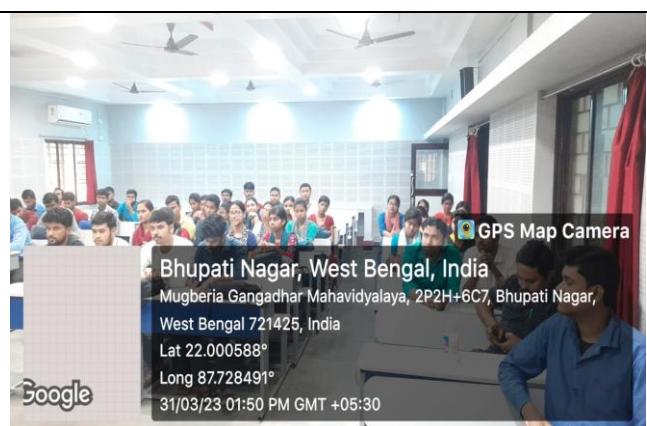 GPS Map Camera
Bhupati Nagar, West Bengal, India
Mugberia Gangadhar Mahavidyalaya, 2P2H+6C7, Bhupati Nagar,
West Bengal 721425, India
Lat 22.000588°
Long 87.728491°
31/03/23 01:50 PM GMT +05:30
Google